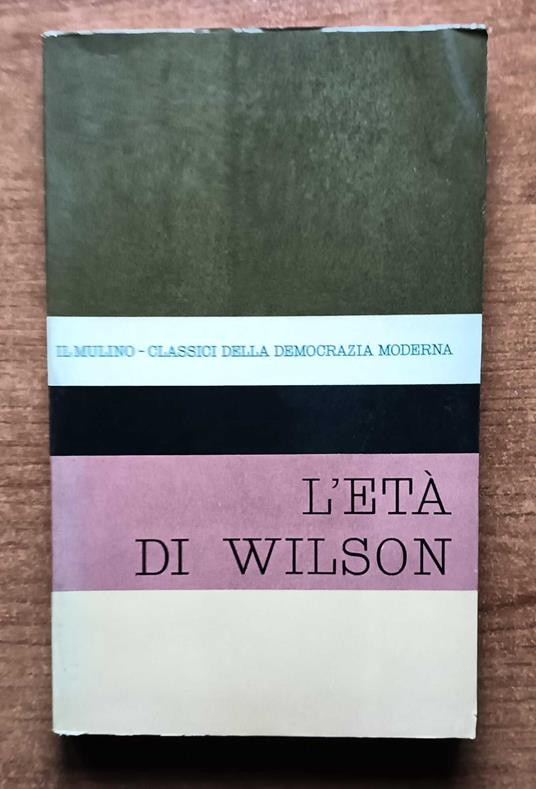 IL MULINO - CLASSICI DELLA DEMOCRAZIA MODERNA
L'ETÀ
DI WILSON